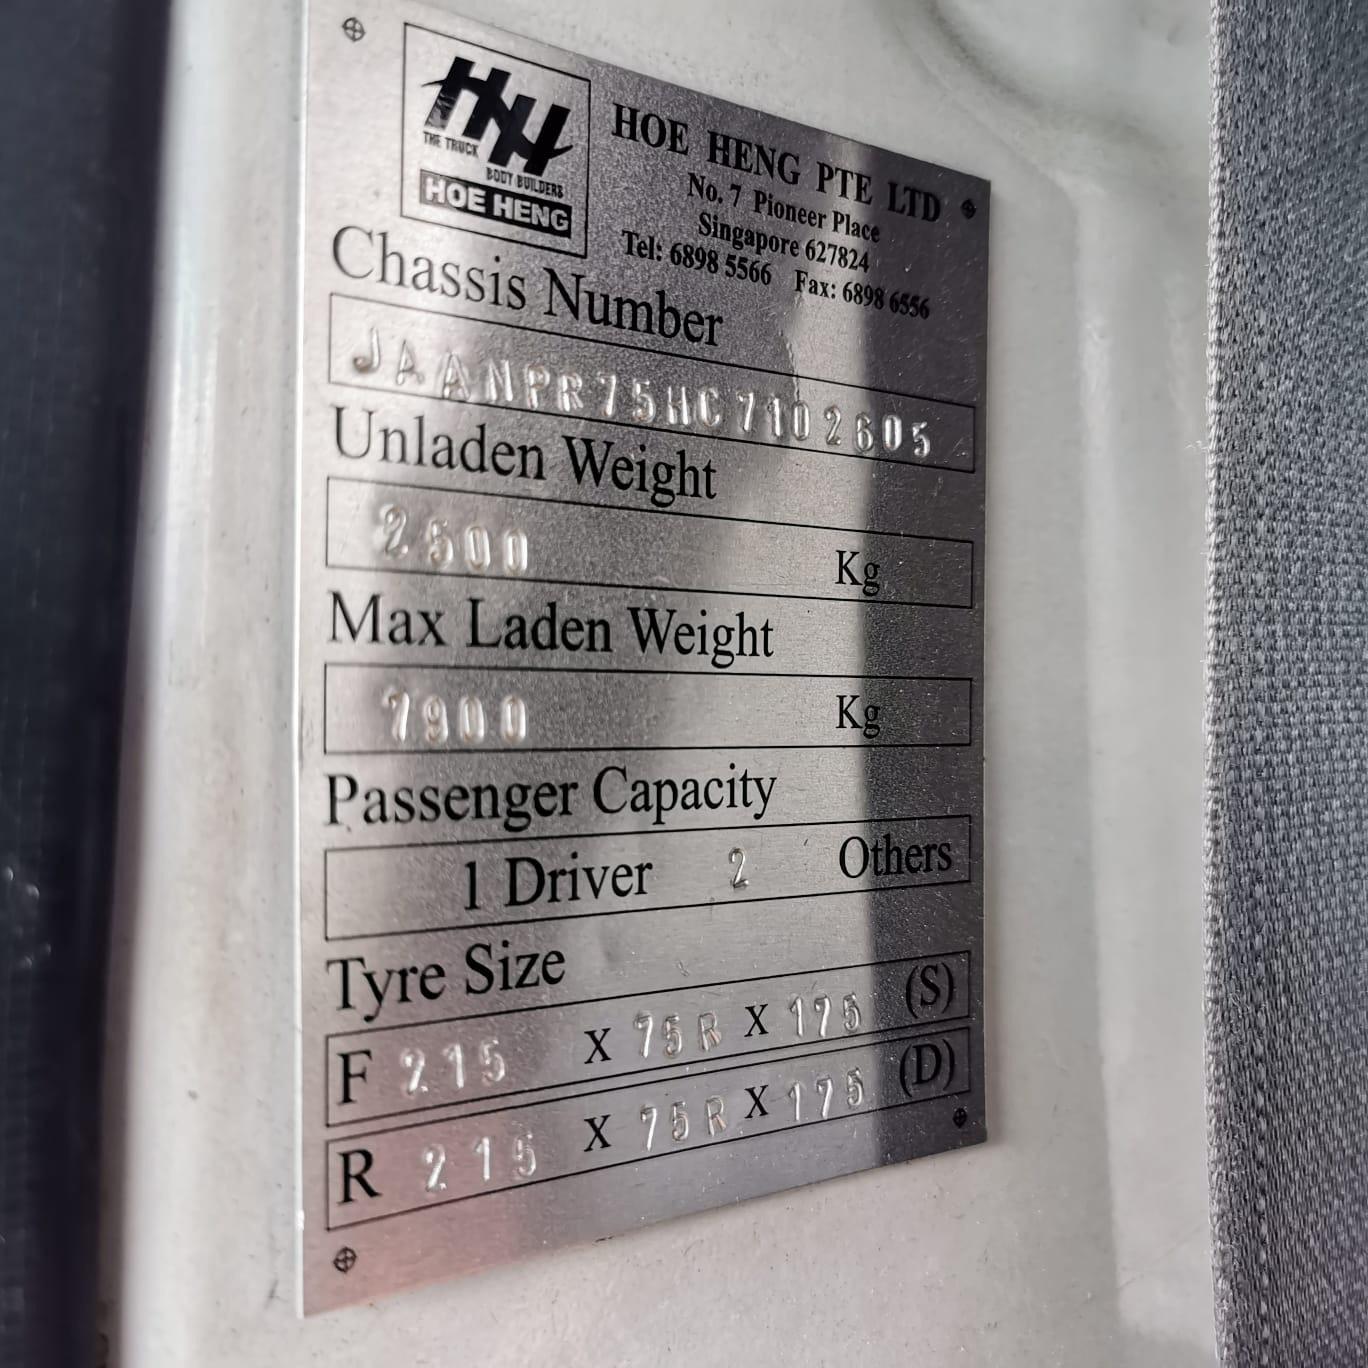 HH
THE TRUCK
BODY BUILDERS
HOE HENG
HOE HENG PTE LTD
No. 7 Pioneer Place
Singapore 627824
Tel: 6898 5566 Fax: 6898 6556
Chassis Number
JAANPR75HC7102605
Unladen Weight
2500 Kg
Max Laden Weight
7900 Kg
Passenger Capacity
1 Driver 2 Others
Tyre Size
F 215 X 75R X 175 (S)
R 215 X 75R X 175 (D)